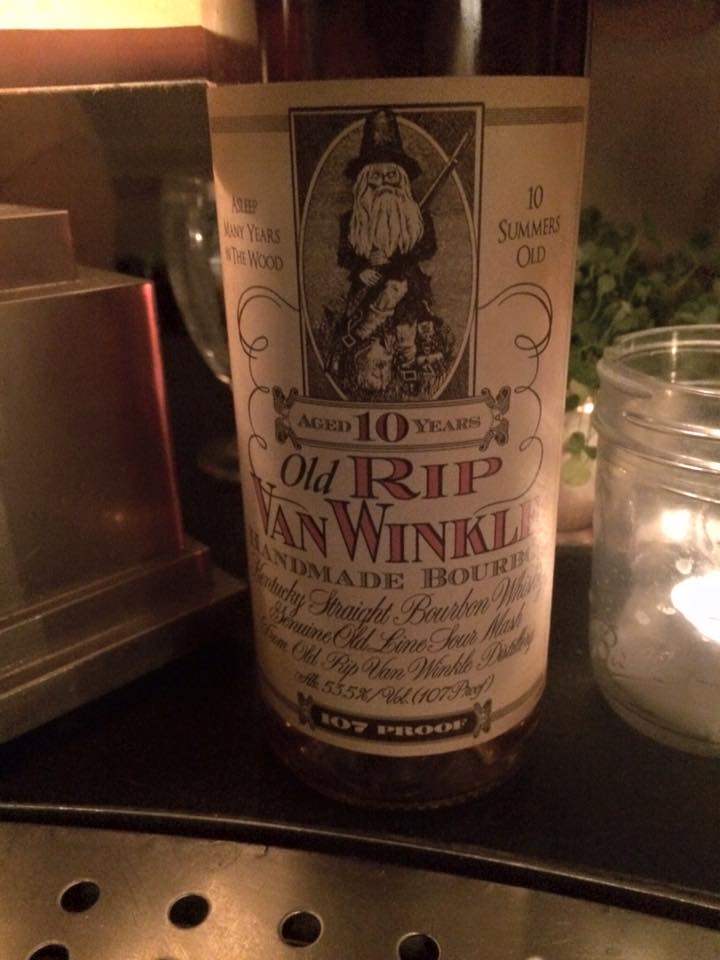 ASLEEP
MANY YEARS
IN THE WOOD
10
SUMMERS
OLD
AGED 10 YEARS
Old RIP
VAN WINKLE
HANDMADE BOURBO
Kentucky Straight Bourbon Whis
Genuine Old Line Sour Mash
From Old Rip Van Winkle Distillery
Alc. 53.5%/Vol. (107 Proof)
107 PROOF